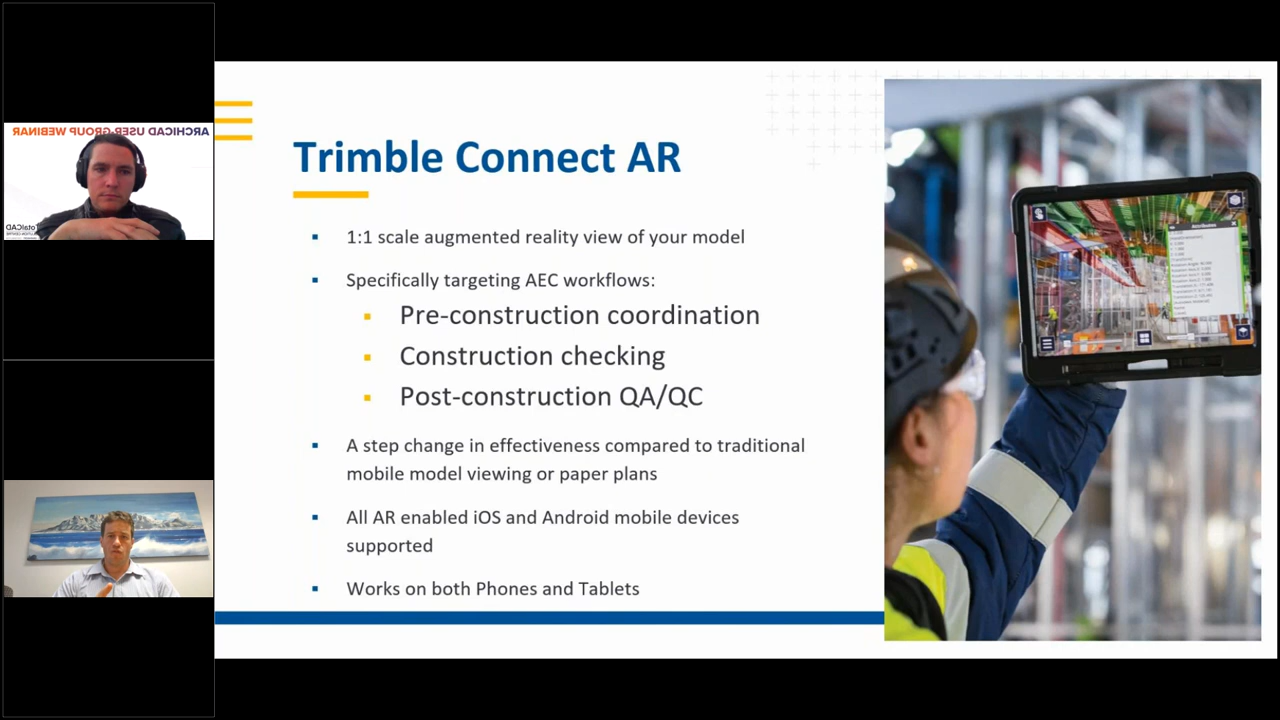 ARCHICAD USER GROUP WEBINAR
Trimble Connect AR
1:1 scale augmented reality view of your model
Specifically targeting AEC workflows:
Pre-construction coordination
Construction checking
Post-construction QA/QC
A step change in effectiveness compared to traditional
mobile model viewing or paper plans
All AR enabled iOS and Android mobile devices
supported
Works on both Phones and Tablets
Attributes